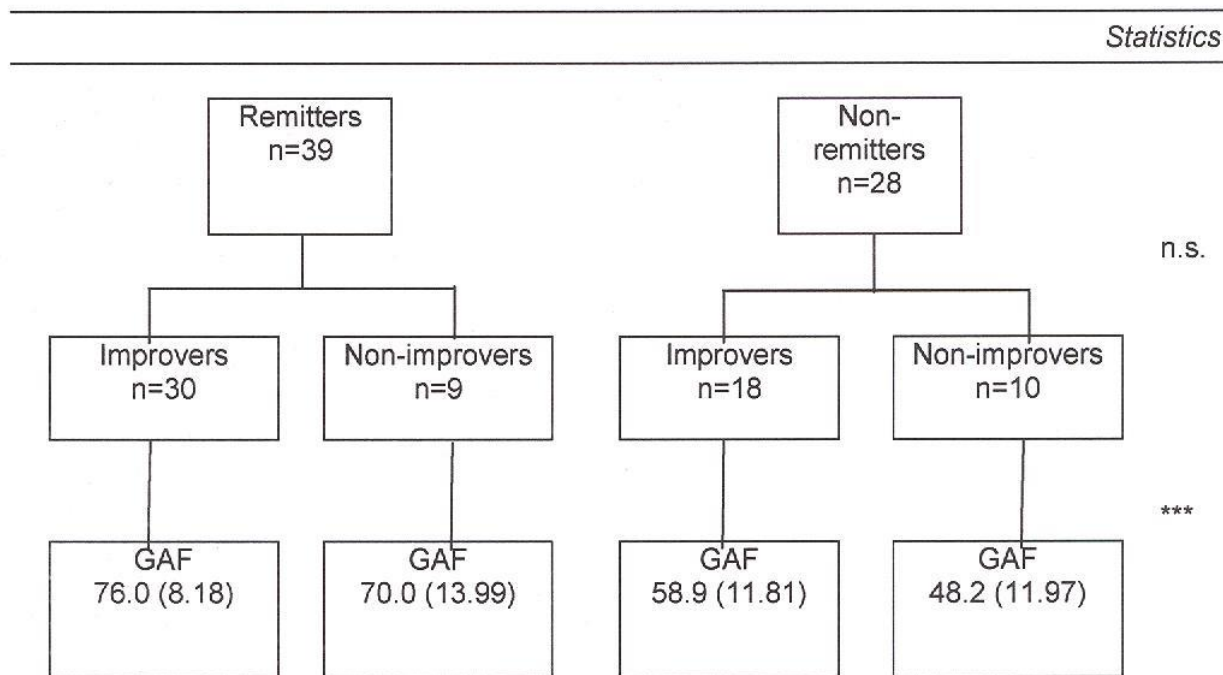 Statistics
Remitters
n=39
Non-
remitters
n=28
n.s.
Improvers
n=30
Non-improvers
n=9
Improvers
n=18
Non-improvers
n=10
***
GAF
76.0 (8.18)
GAF
70.0 (13.99)
GAF
58.9 (11.81)
GAF
48.2 (11.97)